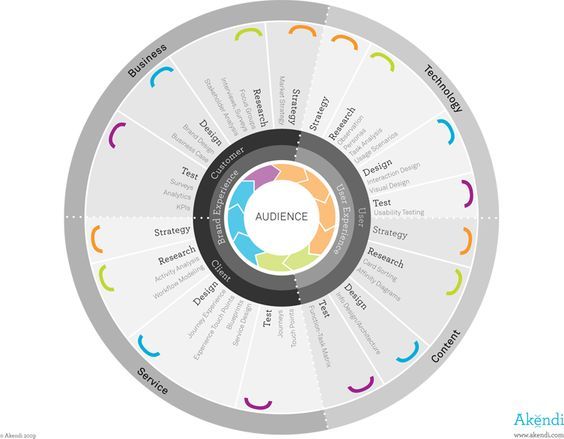 Business
Technology
Content
Service
Strategy
Market Strategy
Research
Focus Groups
Interviews, Surveys
Stakeholder Analysis
Design
Brand Design
Business Case
Test
Surveys
Analytics
KPIs
Strategy
Research
Observation
Personas
Task Analysis
Usage Scenarios
Design
Interaction Design
Visual Design
Test
Usability Testing
Strategy
Research
Card Sorting
Affinity Diagrams
Design
Info Design/Architecture
Test
Function-Task Matrix
Strategy
Research
Activity Analysis
Workflow Modeling
Design
Journey Experience
Experience Touch Points
Blueprints
Service Design
Test
Journeys
Touch Points
Customer
Client
User
Brand Experience
User Experience
AUDIENCE
Akendi
© Akendi 2009
www.akendi.com